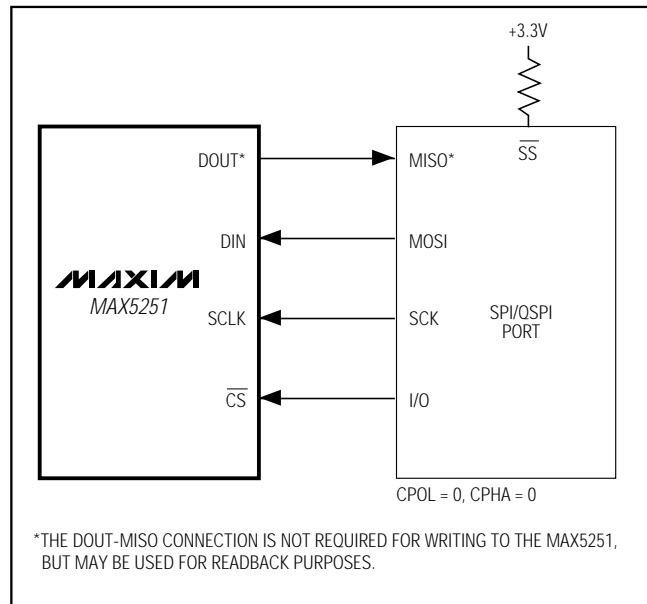 +3.3V
SS
DOUT*
MISO*
DIN
MOSI
MAXIM
MAX5251
SCLK
SCK
SPI/QSPI
PORT
CS
I/O
CPOL = 0, CPHA = 0
*THE DOUT-MISO CONNECTION IS NOT REQUIRED FOR WRITING TO THE MAX5251,
BUT MAY BE USED FOR READBACK PURPOSES.